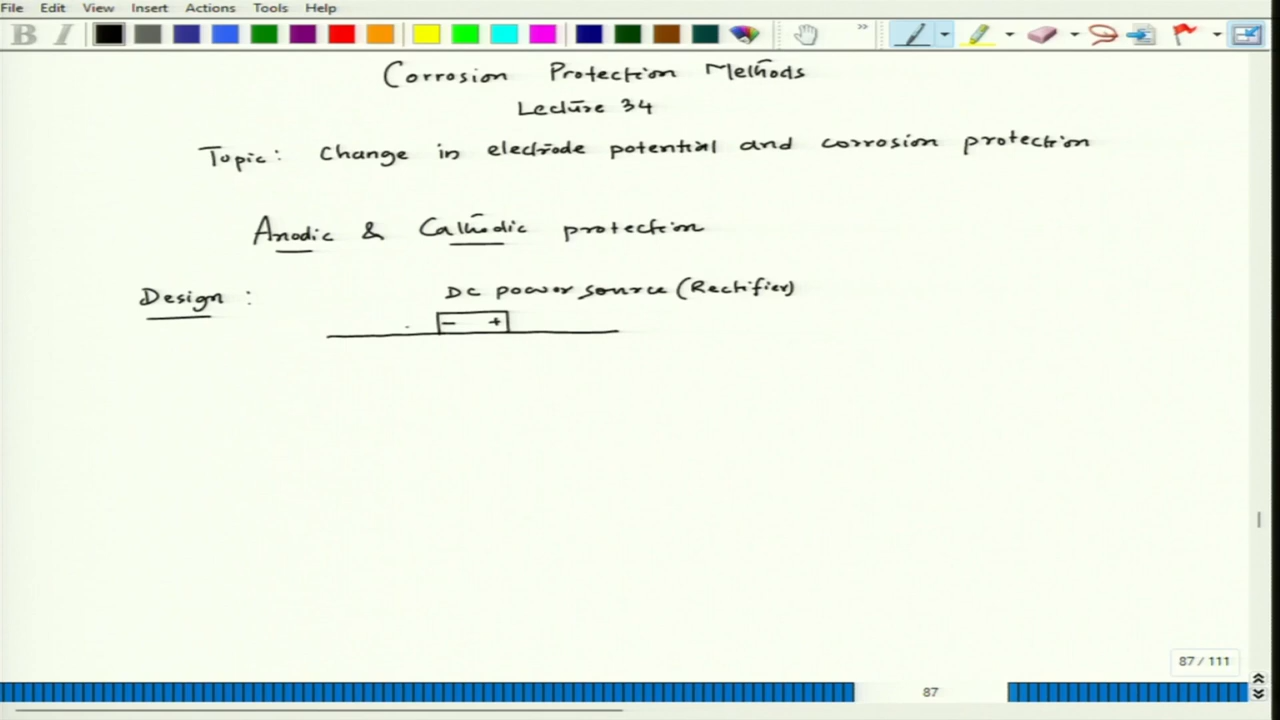 File Edit View Insert Actions Tools Help
B I
Corrosion Protection Methods
Lecture 34
Topic: Change in electrode potential and corrosion protection
Anodic & Cathodic protection
Design : DC power source (Rectifier)
- +
87 / 111
87